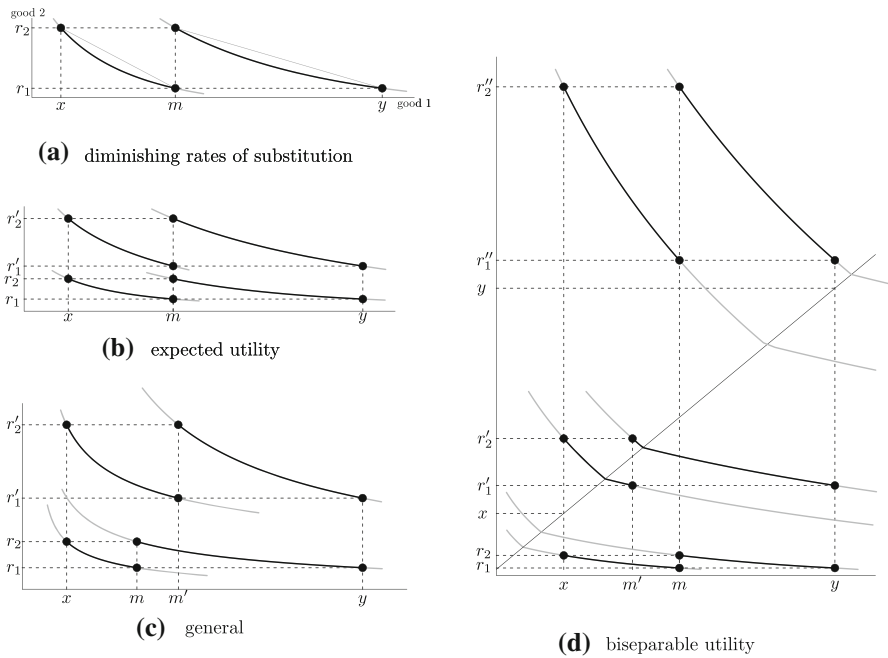 good 2
r₂
r₁
x m y good 1
(a) diminishing rates of substitution
r′₂
r′₁
r₂
r₁
x m y
(b) expected utility
r′₂
r′₁
r₂
r₁
x m m′ y
(c) general
r″₂
r″₁
y
r′₂
r′₁
x
r₂
r₁
x m′ m y
(d) biseparable utility